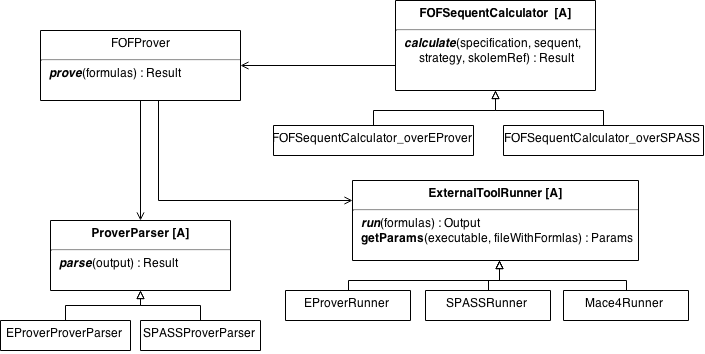 FOFSequentCalculator [A]
calculate(specification, sequent,
strategy, skolemRef) : Result
FOFProver
prove(formulas) : Result
FOFSequentCalculator_overEProver
FOFSequentCalculator_overSPASS
ExternalToolRunner [A]
run(formulas) : Output
getParams(executable, fileWithFormlas) : Params
ProverParser [A]
parse(output) : Result
EProverRunner
SPASSRunner
Mace4Runner
EProverProverParser
SPASSProverParser